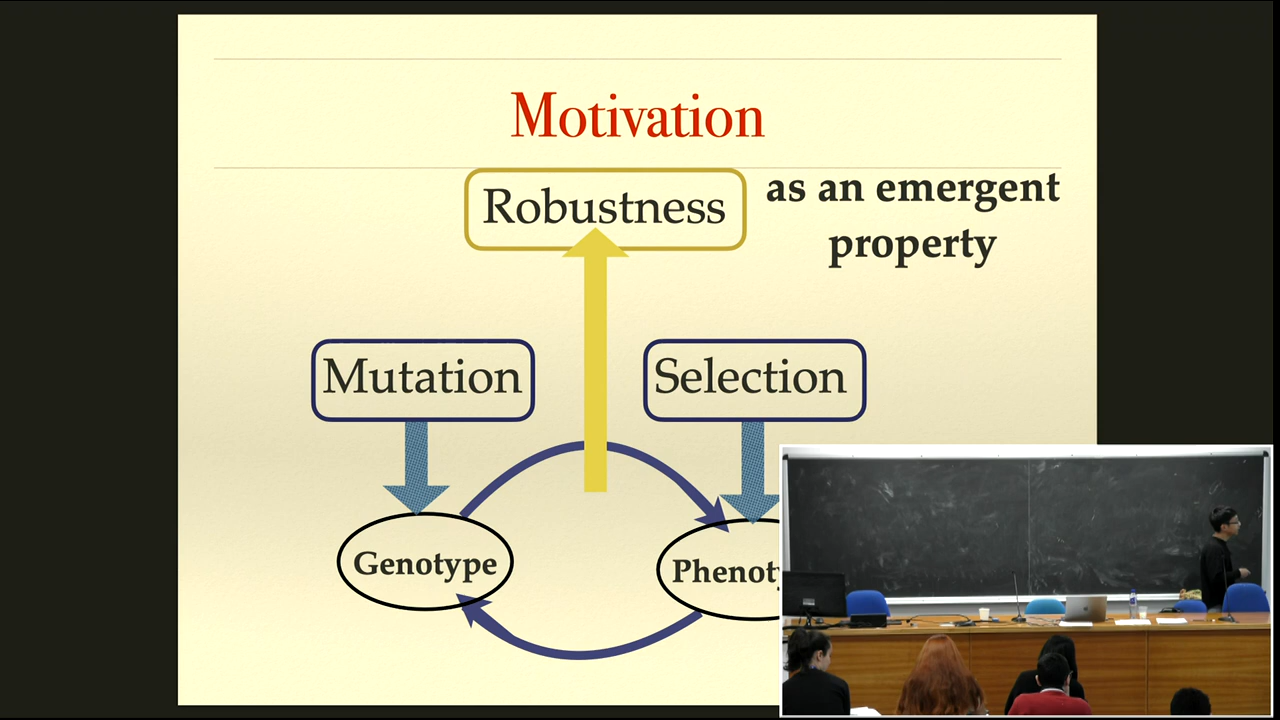 Motivation
Robustness
as an emergent
property
Mutation
Selection
Genotype